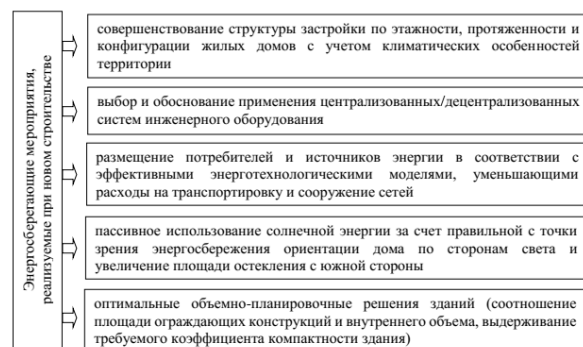 Энергосберегающие мероприятия,
реализуемые при новом строительстве
совершенствование структуры застройки по этажности, протяженности и
конфигурации жилых домов с учетом климатических особенностей
территории
выбор и обоснование применения централизованных/децентрализованных
систем инженерного оборудования
размещение потребителей и источников энергии в соответствии с
эффективными энерготехнологическими моделями, уменьшающими
расходы на транспортировку и сооружение сетей
пассивное использование солнечной энергии за счет правильной с точки
зрения энергосбережения ориентации дома по сторонам света и
увеличение площади остекления с южной стороны
оптимальные объемно-планировочные решения зданий (соотношение
площади ограждающих конструкций и внутреннего объема, выдерживание
требуемого коэффициента компактности здания)